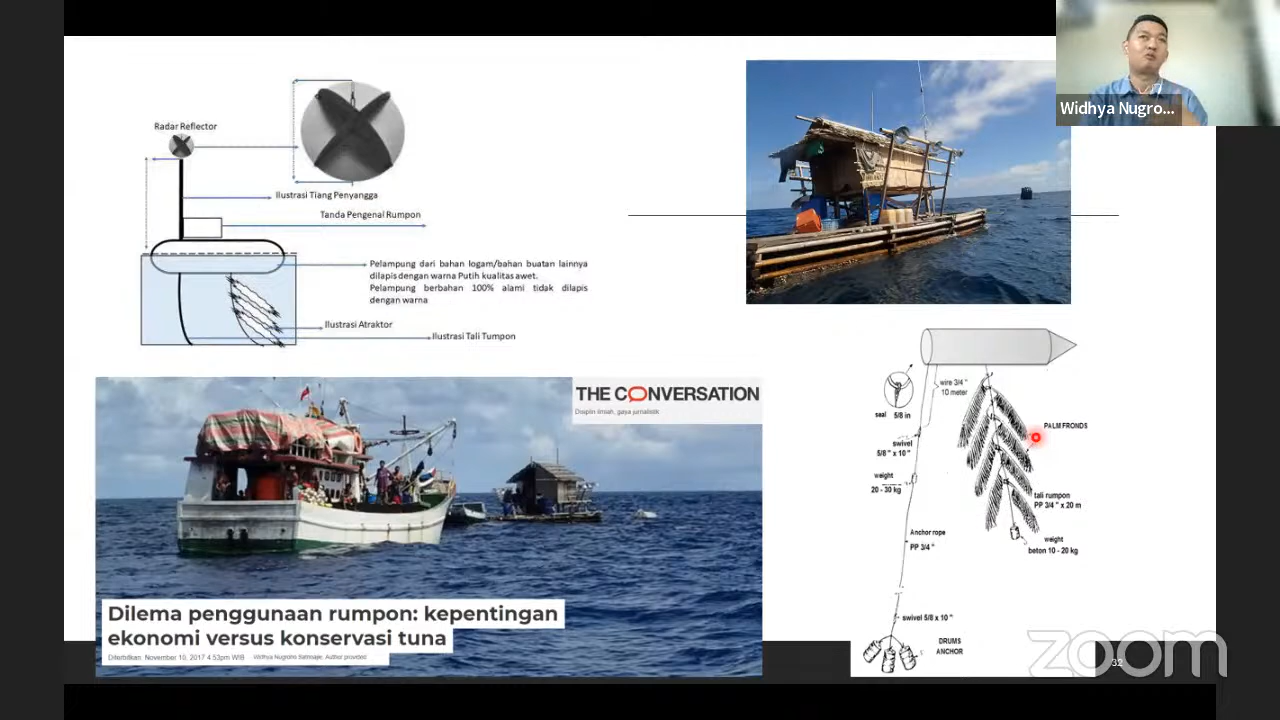 Radar Reflector
Ilustrasi Tiang Penyangga
Tanda Pengenal Rumpon
Pelampung dari bahan logam/bahan buatan lainnya
dilapis dengan warna Putih kualitas awet.
Pelampung berbahan 100% alami tidak dilapis
dengan warna
Ilustrasi Atraktor
Ilustrasi Tali Tumpon
Widhya Nugro...
wire 3/4 "
10 meter
seal 5/8 in
PALM FRONDS
swivel
5/8 " x 10 "
weight
20 - 30 kg
tali rumpon
PP 3/4 " x 20 m
Anchor rope
PP 3/4 "
weight
beton 10 - 20 kg
swivel 5/8 x 10 "
DRUMS
ANCHOR
THE CONVERSATION
Disiplin ilmiah, gaya jurnalistik
Dilema penggunaan rumpon: kepentingan
ekonomi versus konservasi tuna
Diterbitkan: November 10, 2017 4.53pm WIB Widhya Nugroho Author provided
zoom
32